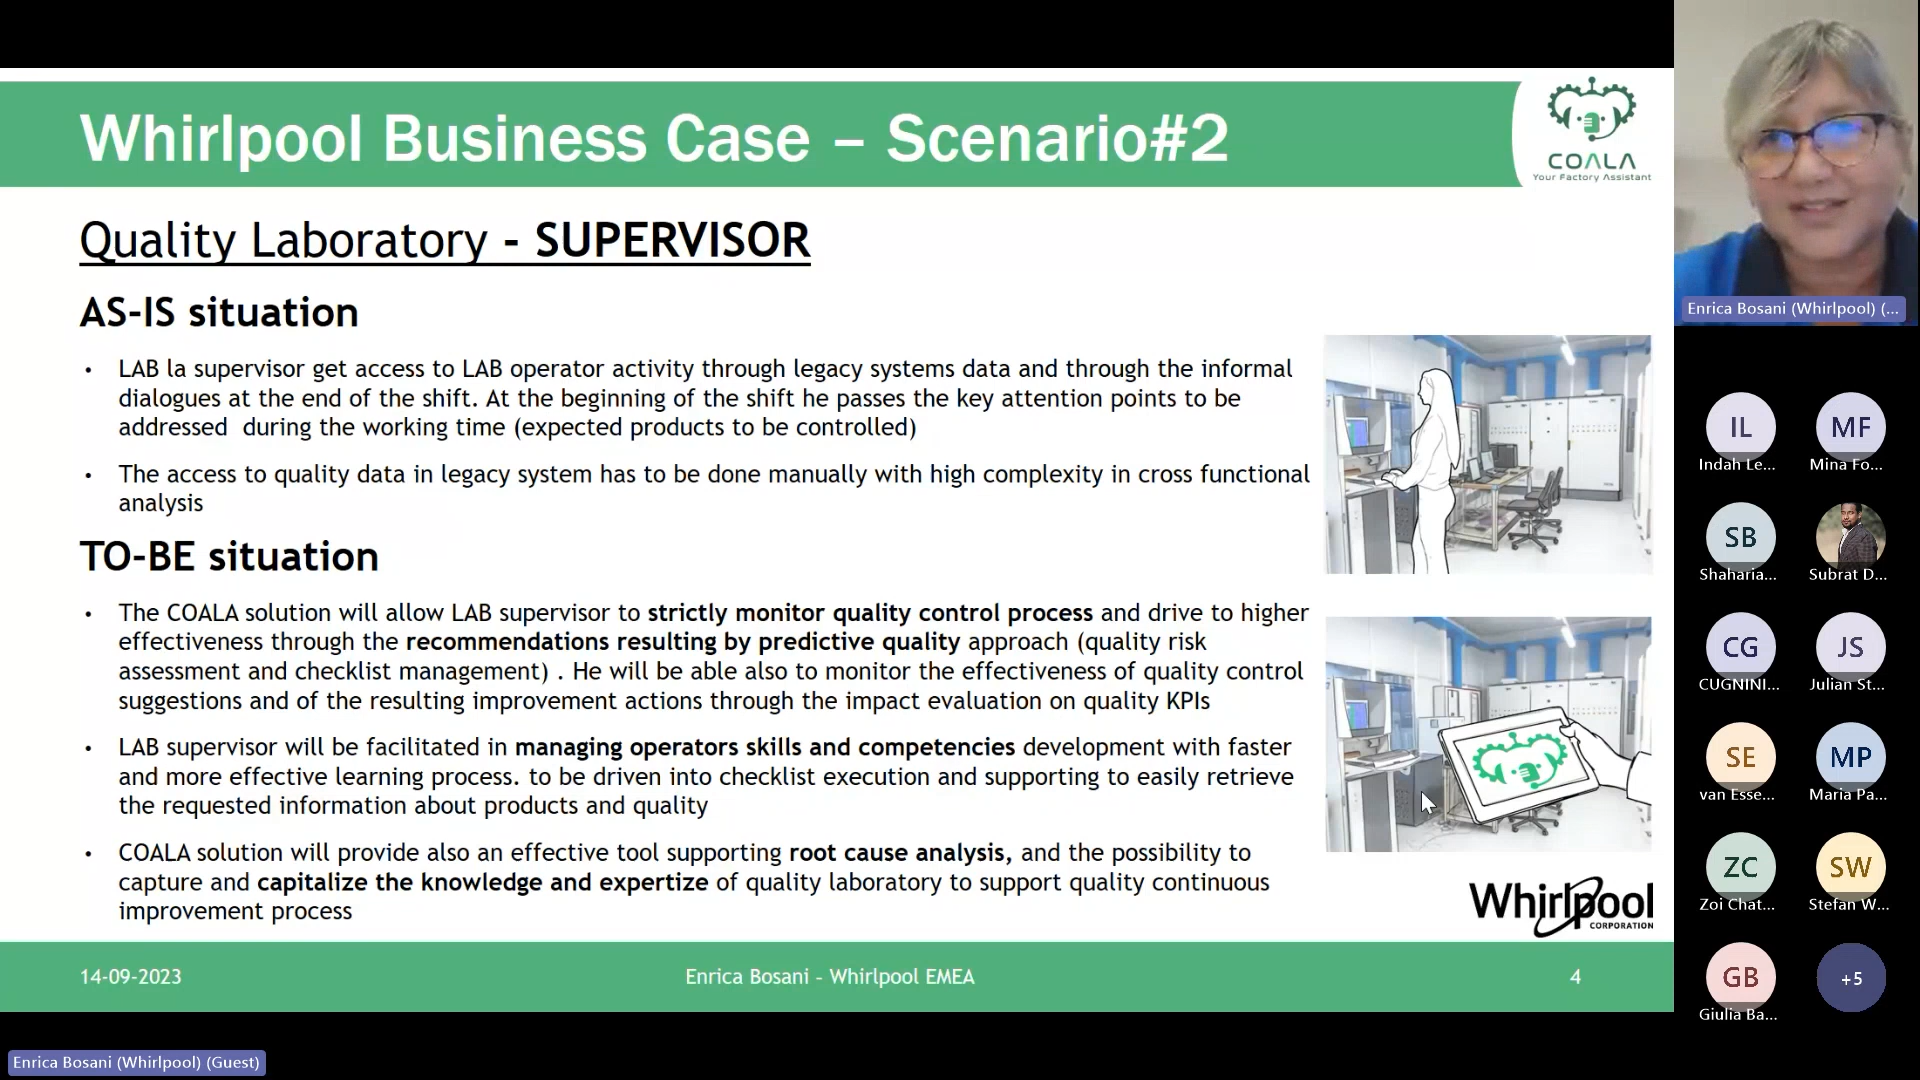 Whirlpool Business Case – Scenario#2
COALA
Your Factory Assistant
Quality Laboratory - SUPERVISOR
AS-IS situation
• LAB la supervisor get access to LAB operator activity through legacy systems data and through the informal
dialogues at the end of the shift. At the beginning of the shift he passes the key attention points to be
addressed during the working time (expected products to be controlled)
• The access to quality data in legacy system has to be done manually with high complexity in cross functional
analysis
TO-BE situation
• The COALA solution will allow LAB supervisor to strictly monitor quality control process and drive to higher
effectiveness through the recommendations resulting by predictive quality approach (quality risk
assessment and checklist management) . He will be able also to monitor the effectiveness of quality control
suggestions and of the resulting improvement actions through the impact evaluation on quality KPIs
• LAB supervisor will be facilitated in managing operators skills and competencies development with faster
and more effective learning process. to be driven into checklist execution and supporting to easily retrieve
the requested information about products and quality
• COALA solution will provide also an effective tool supporting root cause analysis, and the possibility to
capture and capitalize the knowledge and expertize of quality laboratory to support quality continuous
improvement process
Whirlpool
CORPORATION
14-09-2023
Enrica Bosani – Whirlpool EMEA
4
Enrica Bosani (Whirlpool) (Guest)
Enrica Bosani (Whirlpool) (...
IL
Indah Le...
MF
Mina Fo...
SB
Shaharia...
Subrat D...
CG
CUGNINI...
JS
Julian St...
SE
van Esse...
MP
Maria Pa...
ZC
Zoi Chat...
SW
Stefan W...
GB
Giulia Ba...
+5